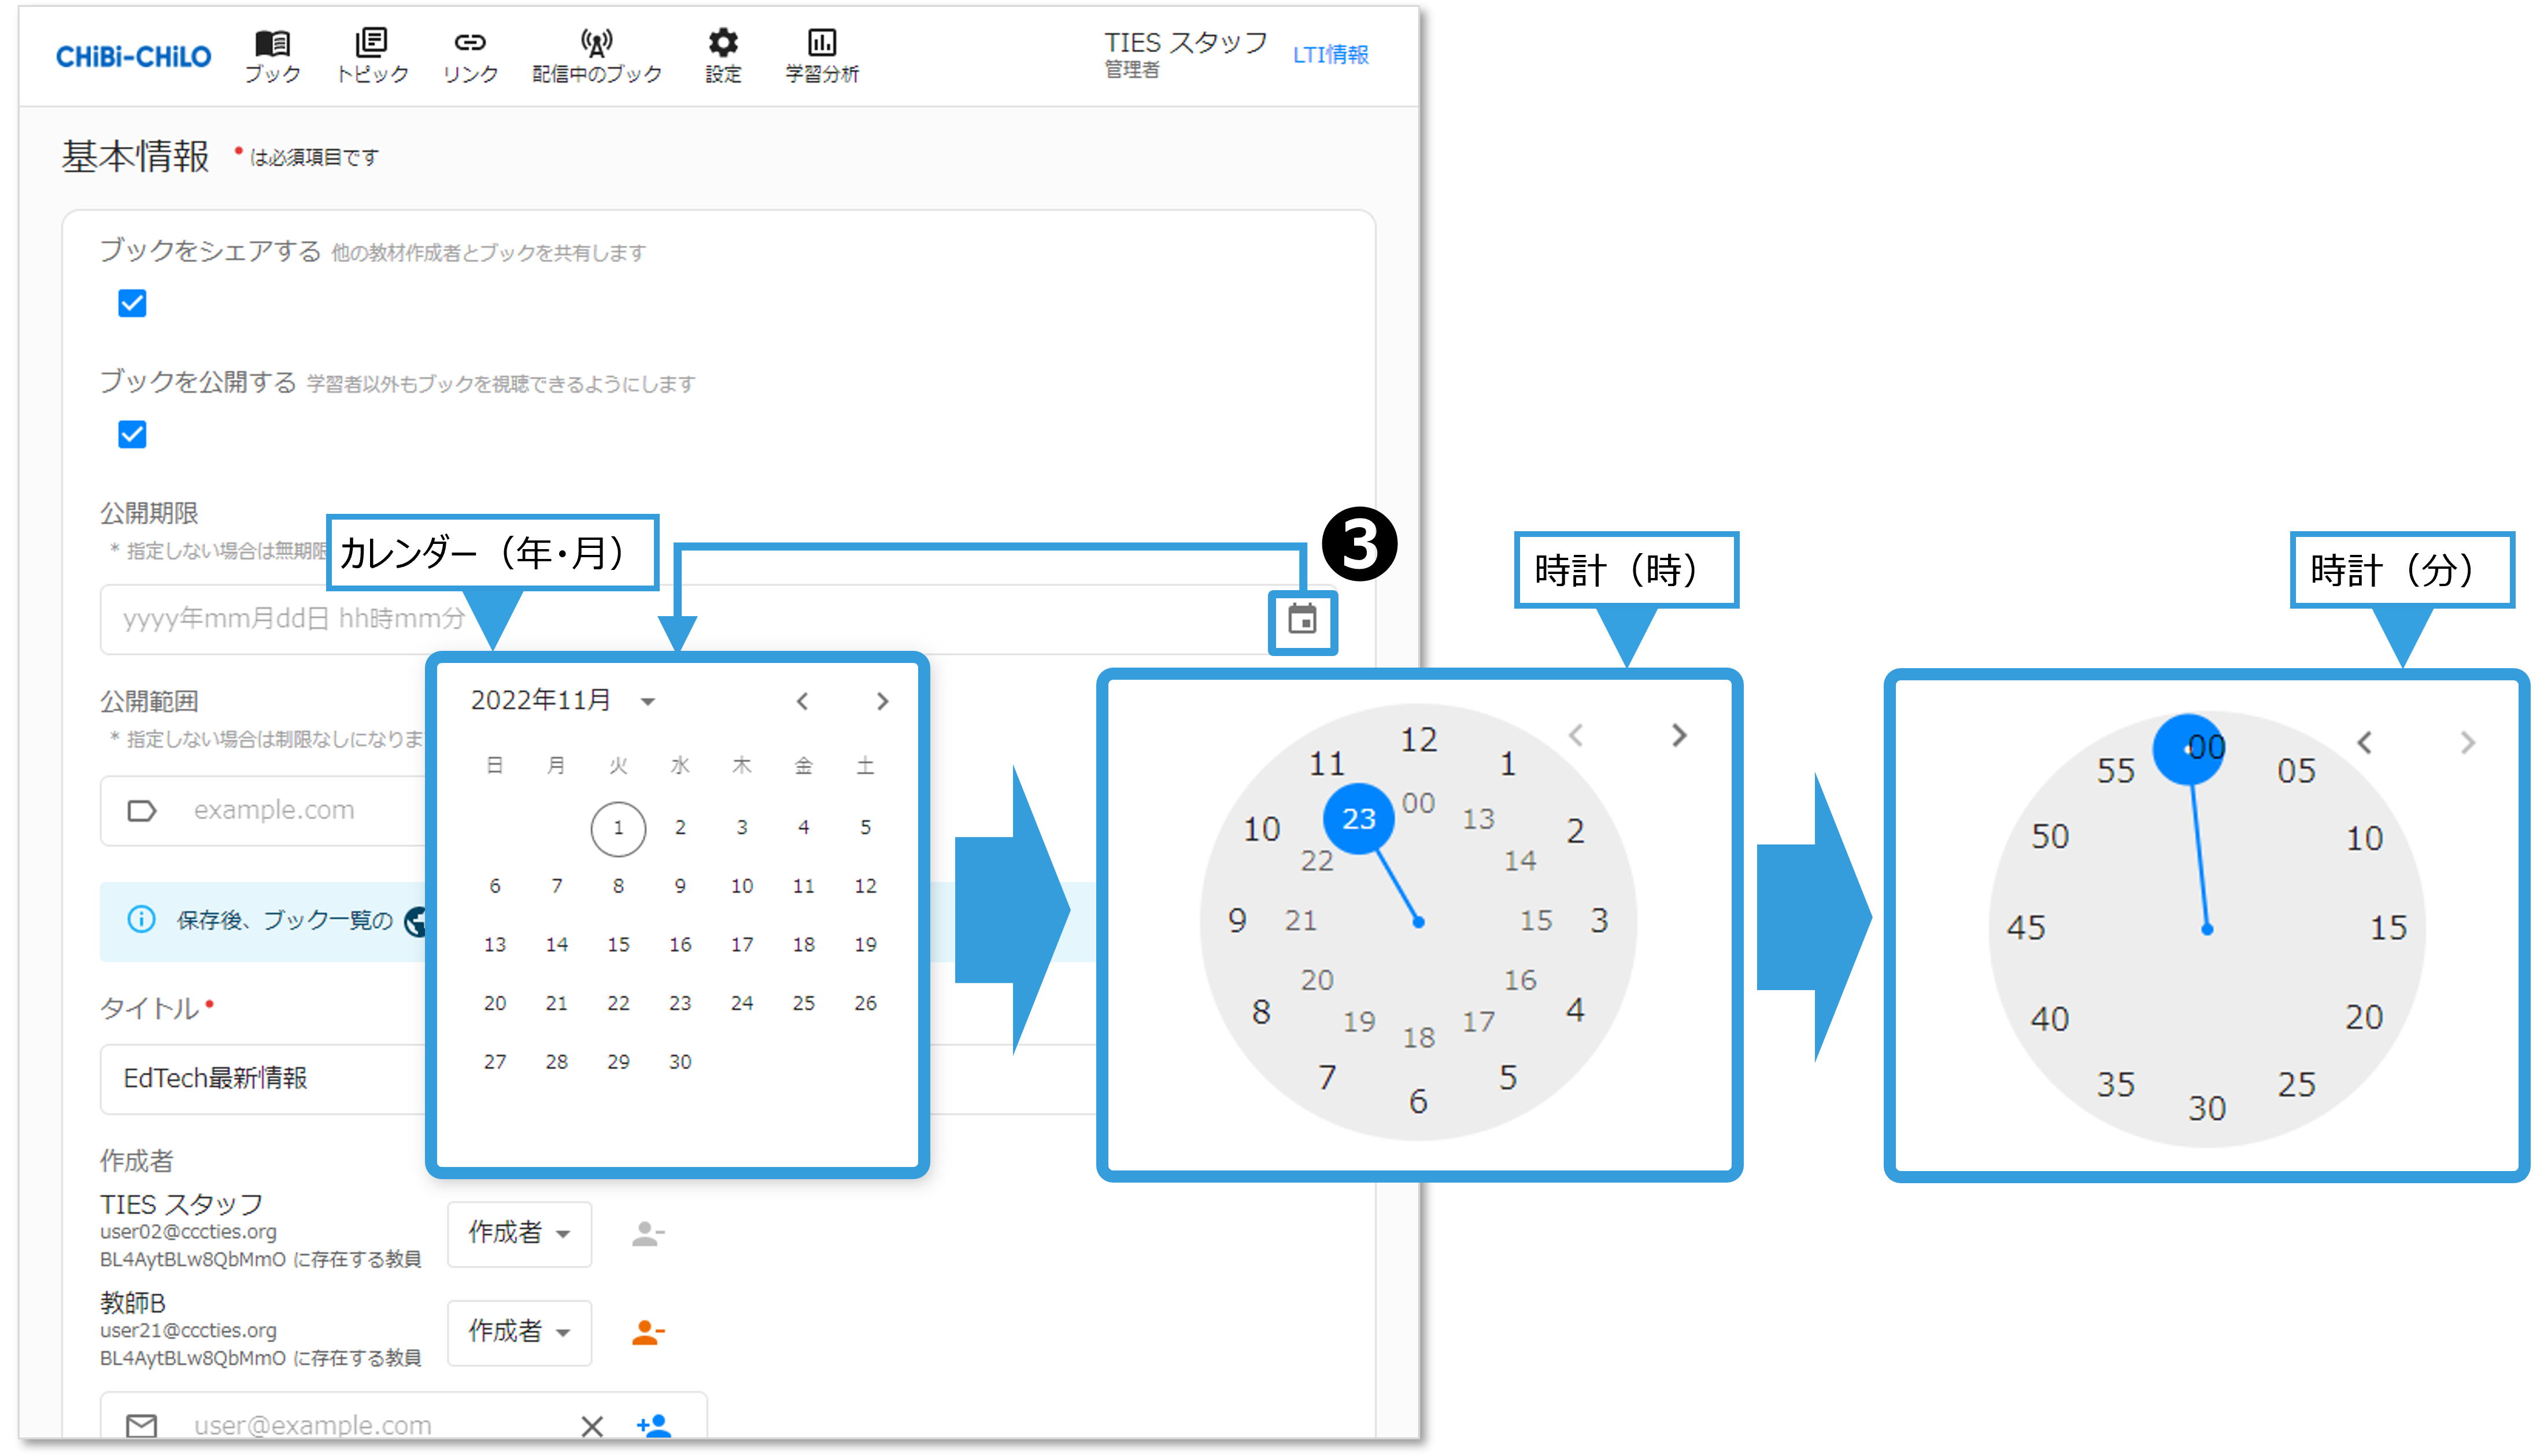 CHiBi-CHiLO
ブック
トピック
リンク
配信中のブック
設定
学習分析
TIES スタッフ
管理者
LTI情報
基本情報 * は必須項目です
ブックをシェアする 他の教材作成者とブックを共有します
ブックを公開する 学習者以外もブックを視聴できるようにします
公開期限
* 指定しない場合は無期限
カレンダー（年・月）
3
時計（時）
時計（分）
yyyy年mm月dd日 hh時mm分
公開範囲
* 指定しない場合は制限なしになりま
example.com
保存後、ブック一覧の
タイトル *
EdTech最新情報
2022年11月
日 月 火 水 木 金 土
1 2 3 4 5
6 7 8 9 10 11 12
13 14 15 16 17 18 19
20 21 22 23 24 25 26
27 28 29 30
12 1 2 3 4 5 6 7 8 9 10 11
00 13 14 15 16 17 18 19 20 21 22 23
00 05 10 15 20 25 30 35 40 45 50 55
作成者
TIES スタッフ
user02@cccties.org
BL4AytBLw8QbMmO に存在する教員
作成者
教師B
user21@cccties.org
BL4AytBLw8QbMmO に存在する教員
作成者
user@example.com